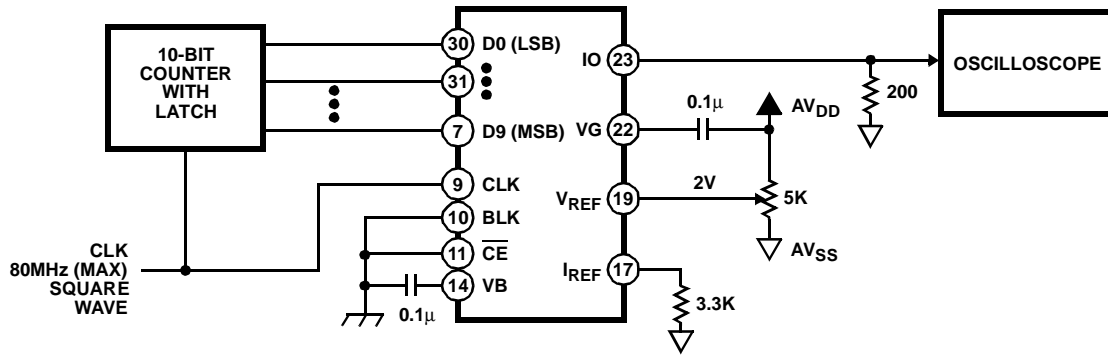 10-BIT
COUNTER
WITH
LATCH
CLK
80MHz (MAX)
SQUARE
WAVE
30 D0 (LSB)
31
7 D9 (MSB)
9 CLK
10 BLK
11 CE
14 VB
0.1μ
IO 23
VG 22
VREF 19
IREF 17
0.1μ
AVDD
2V
5K
AVSS
3.3K
200
OSCILLOSCOPE